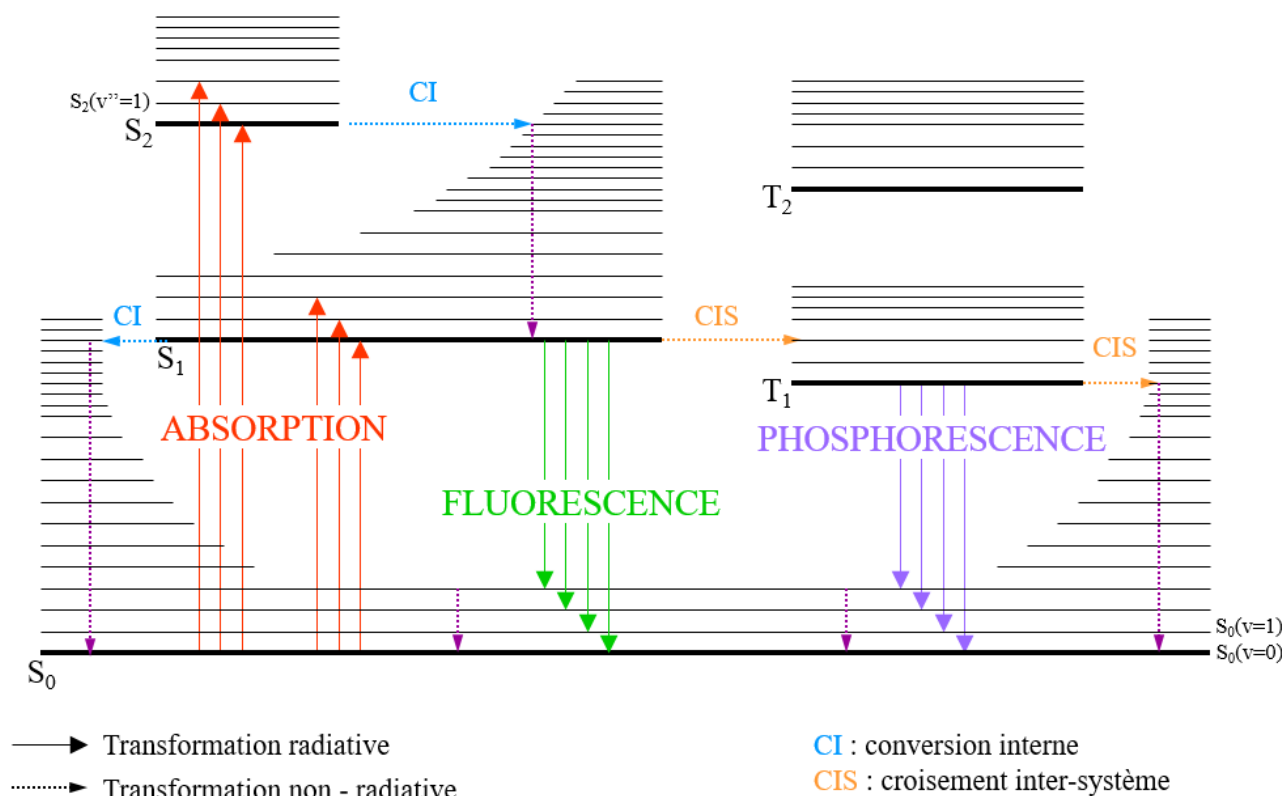 CI
S₂(v’’=1)
S₂
T₂
CI
CIS
S₁
CIS
T₁
ABSORPTION
PHOSPHORESCENCE
FLUORESCENCE
S₀(v=1)
S₀(v=0)
S₀
Transformation radiative
CI : conversion interne
Transformation non - radiative
CIS : croisement inter-système